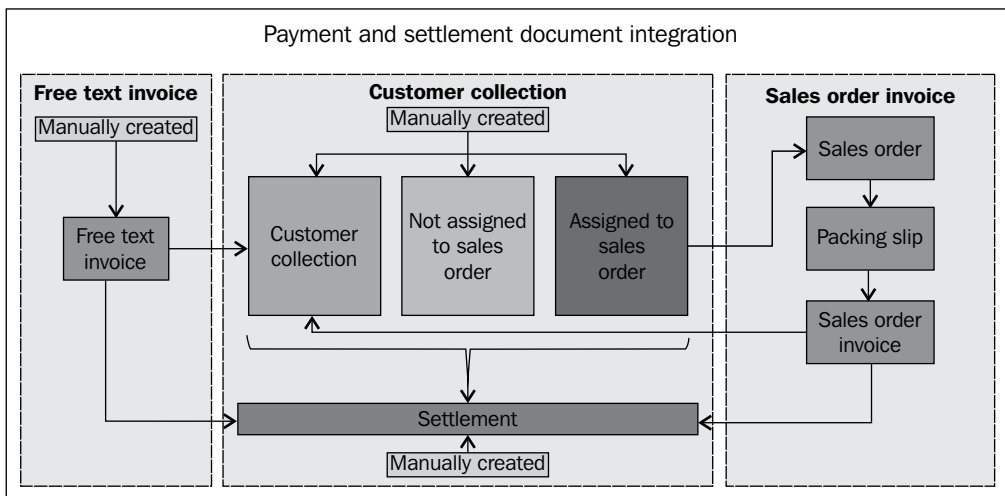 Payment and settlement document integration
Free text invoice
Manually created
Free text
invoice
Customer collection
Manually created
Customer
collection
Not assigned
to sales
order
Assigned to
sales
order
Settlement
Manually created
Sales order invoice
Sales order
Packing slip
Sales order
invoice